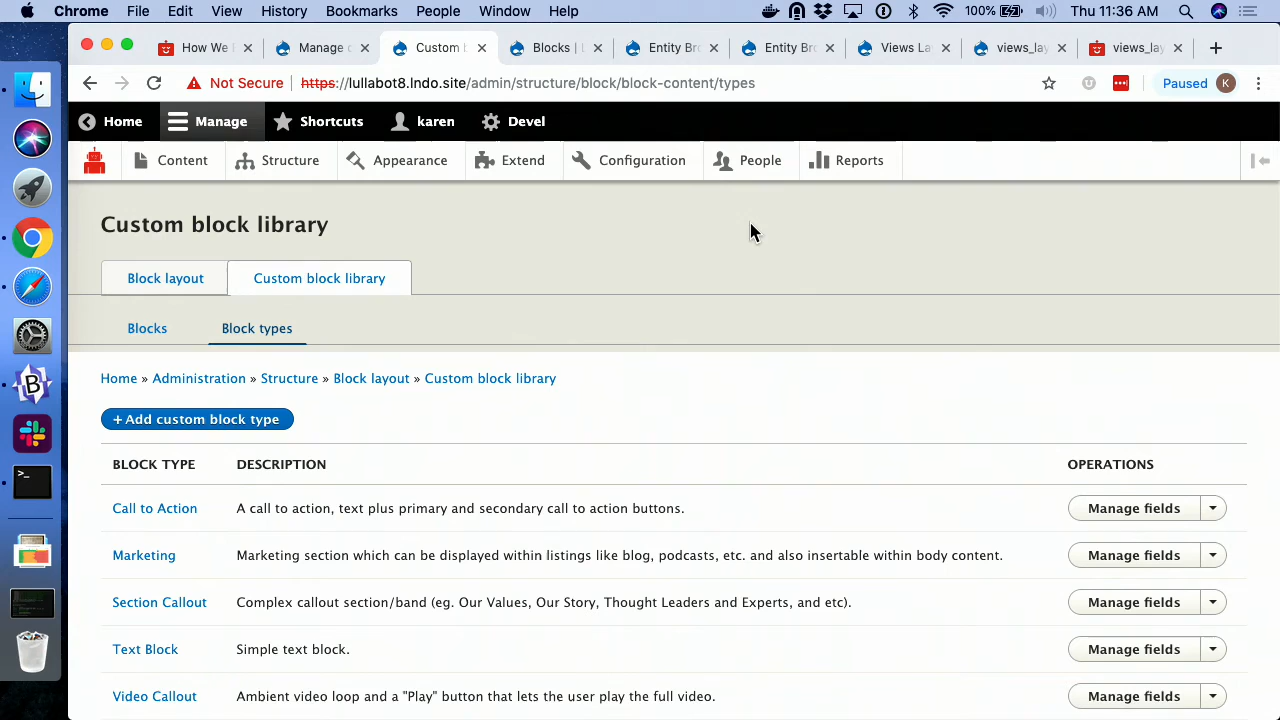 Chrome File Edit View History Bookmarks People Window Help 100% Thu 11:36 AM
How We Manage c Custom b Blocks | L Entity Bro Entity Bro Views La views_lay views_lay
Not Secure https://lullabot8.lndo.site/admin/structure/block/block-content/types Paused K
Home Manage Shortcuts karen Devel
Content Structure Appearance Extend Configuration People Reports
Custom block library
Block layout Custom block library
Blocks Block types
Home » Administration » Structure » Block layout » Custom block library
+ Add custom block type
BLOCK TYPE DESCRIPTION OPERATIONS
Call to Action A call to action, text plus primary and secondary call to action buttons. Manage fields
Marketing Marketing section which can be displayed within listings like blog, podcasts, etc. and also insertable within body content. Manage fields
Section Callout Complex callout section/band (eg Our Values, Our Story, Thought Leaders and Experts, and etc). Manage fields
Text Block Simple text block. Manage fields
Video Callout Ambient video loop and a "Play" button that lets the user play the full video. Manage fields